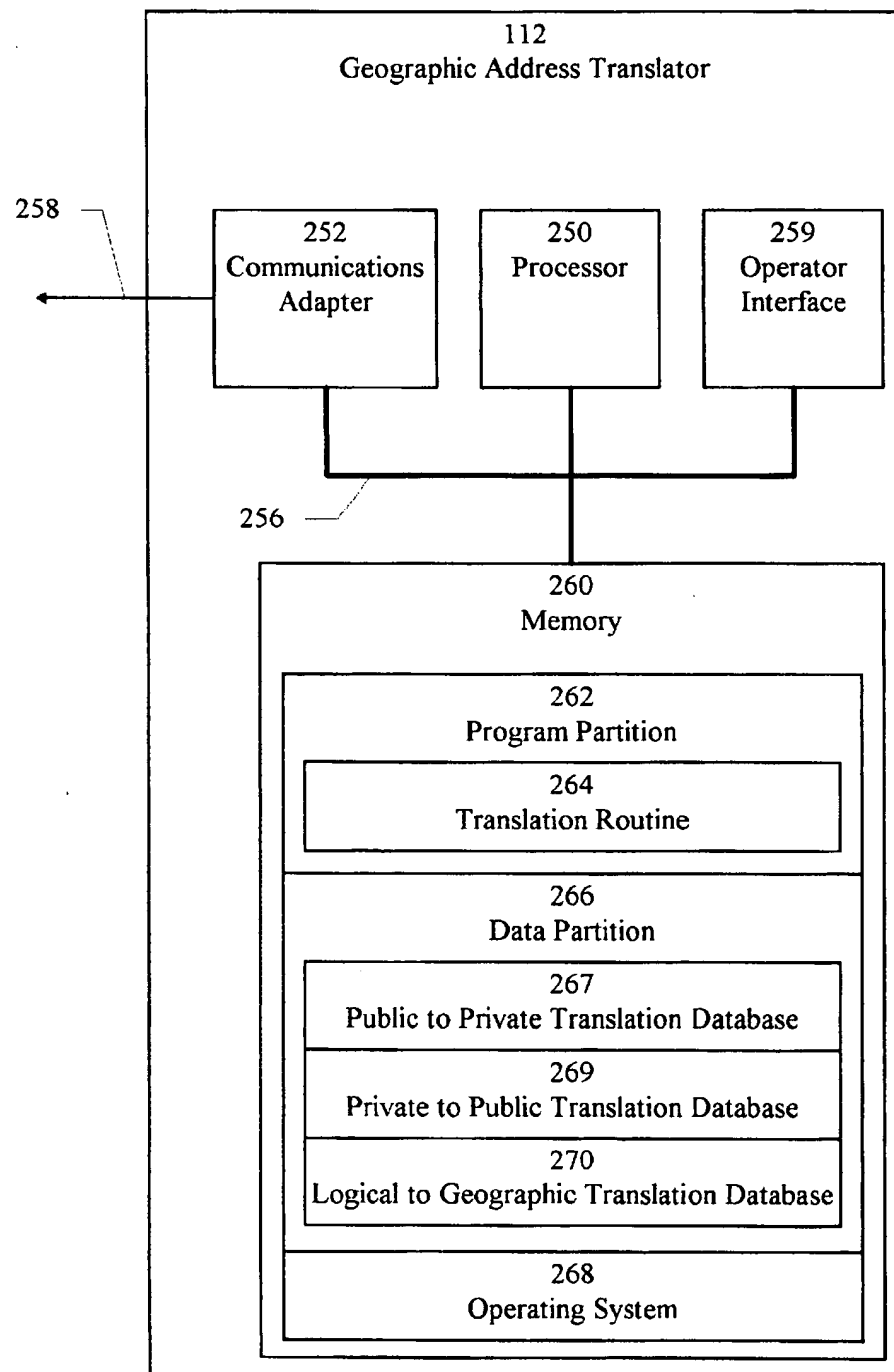 112
Geographic Address Translator
258
252
Communications
Adapter
250
Processor
259
Operator
Interface
256
260
Memory
262
Program Partition
264
Translation Routine
266
Data Partition
267
Public to Private Translation Database
269
Private to Public Translation Database
270
Logical to Geographic Translation Database
268
Operating System